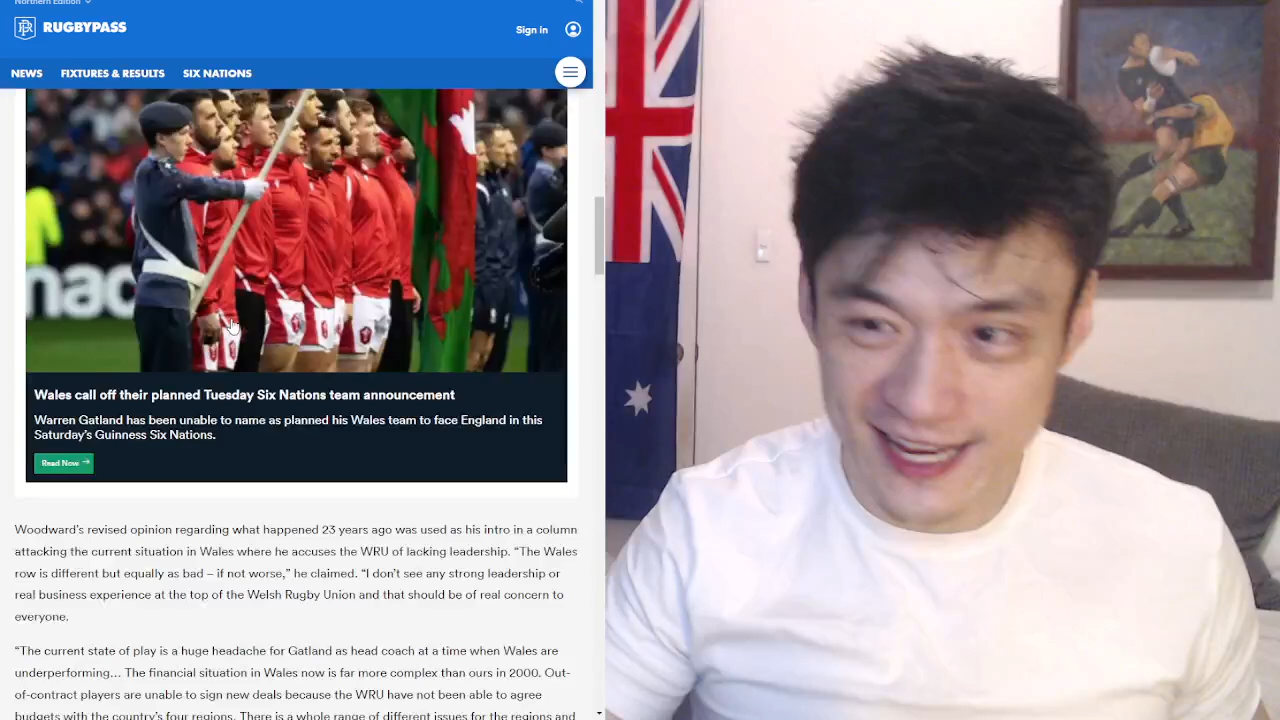 Northern Edition
RUGBYPASS
Sign in
NEWS
FIXTURES & RESULTS
SIX NATIONS
Wales call off their planned Tuesday Six Nations team announcement
Warren Gatland has been unable to name as planned his Wales team to face England in this
Saturday's Guinness Six Nations.
Read Now →
Woodward's revised opinion regarding what happened 23 years ago was used as his intro in a column
attacking the current situation in Wales where he accuses the WRU of lacking leadership. “The Wales
row is different but equally as bad – if not worse,” he claimed. “I don't see any strong leadership or
real business experience at the top of the Welsh Rugby Union and that should be of real concern to
everyone.
“The current state of play is a huge headache for Gatland as head coach at a time when Wales are
underperforming… The financial situation in Wales now is far more complex than ours in 2000. Out-
of-contract players are unable to sign new deals because the WRU have not been able to agree
budgets with the country's four regions. There is a whole range of different issues for the regions and